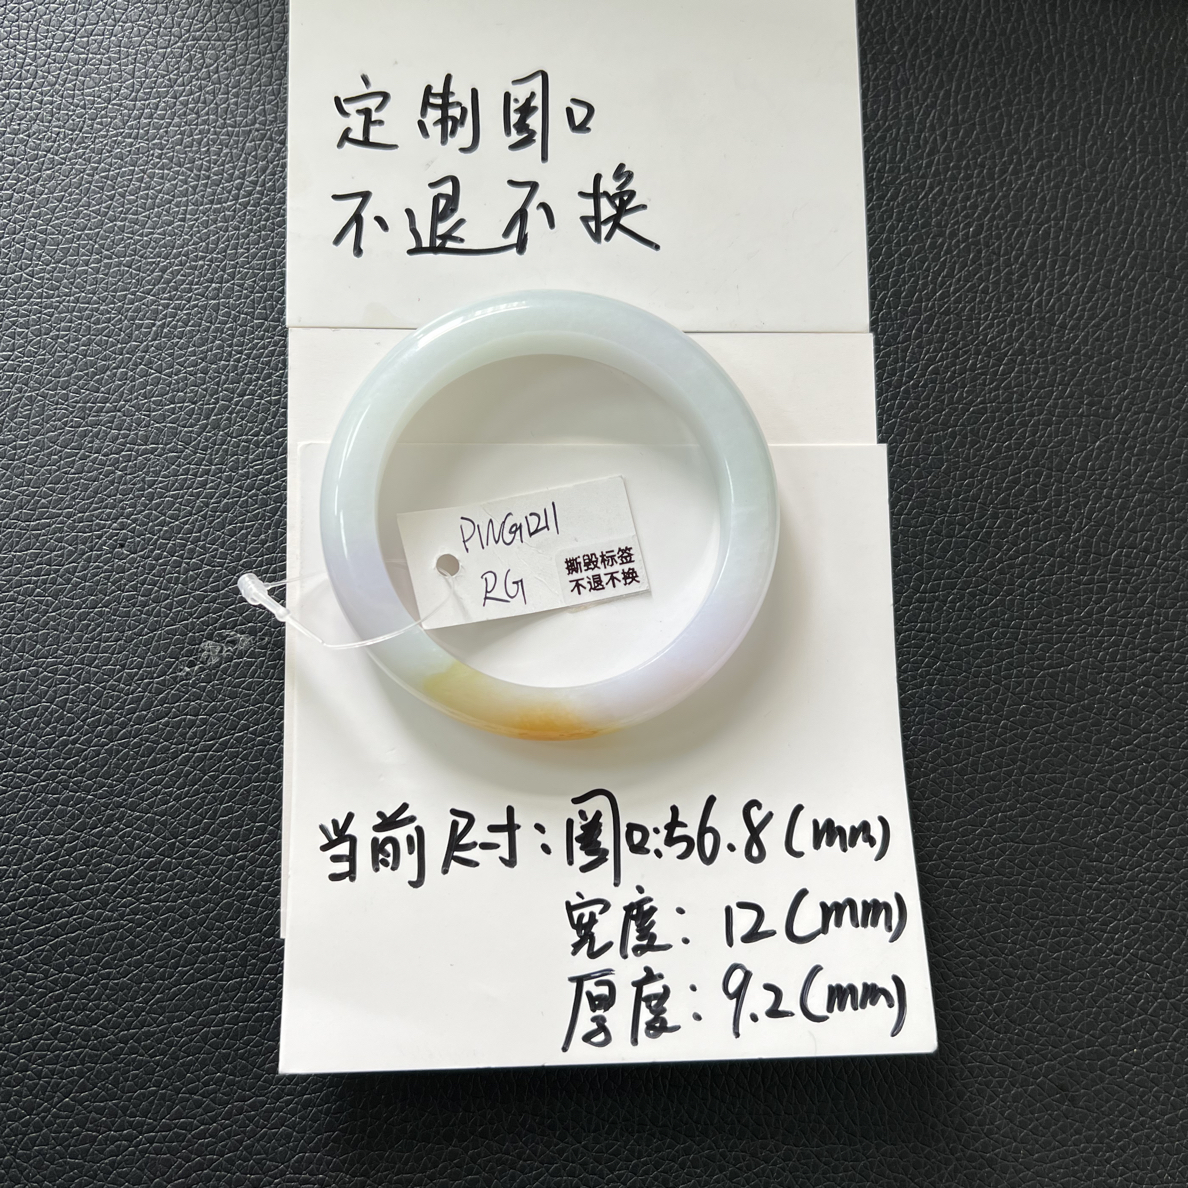 定制圈口
不退不换
PING1211
RG
撕毁标签
不退不换
当前尺寸:圈口:56.8(mm)
宽度:12(mm)
厚度:9.2(mm)